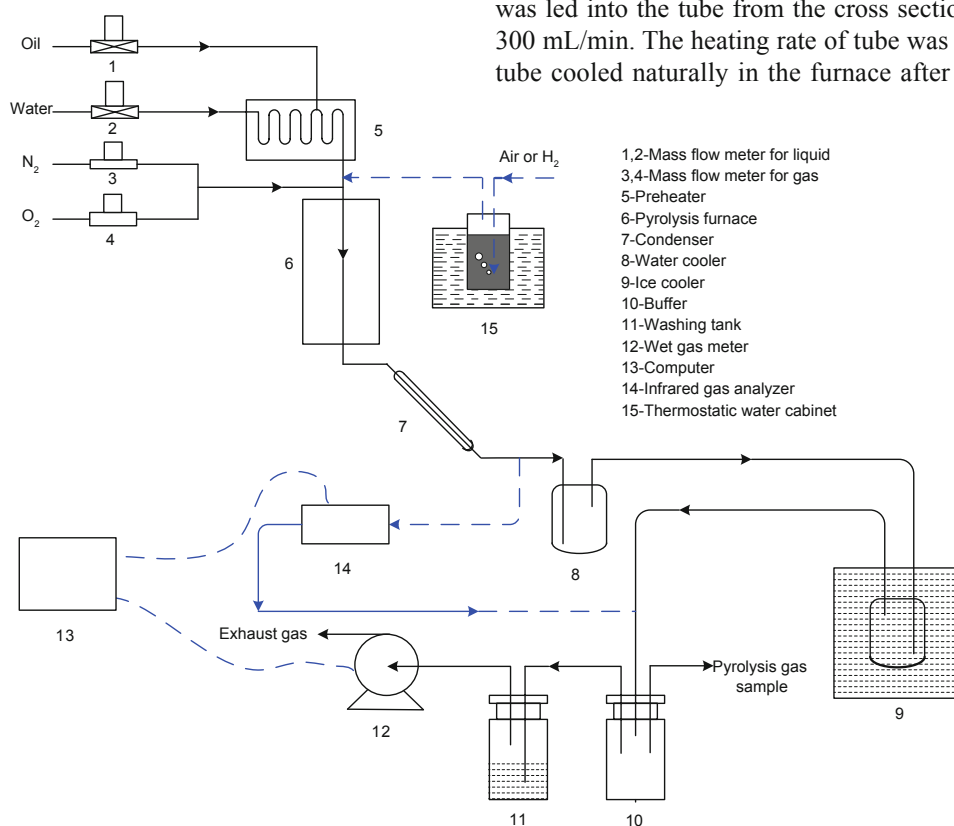 was led into the tube from the cross sectio
300 mL/min. The heating rate of tube was
tube cooled naturally in the furnace after
Oil
1
Water
2
5
N₂
3
O₂
4
Air or H₂
6
15
1,2-Mass flow meter for liquid
3,4-Mass flow meter for gas
5-Preheater
6-Pyrolysis furnace
7-Condenser
8-Water cooler
9-Ice cooler
10-Buffer
11-Washing tank
12-Wet gas meter
13-Computer
14-Infrared gas analyzer
15-Thermostatic water cabinet
7
14
8
13
Exhaust gas
Pyrolysis gas
sample
9
12
11
10